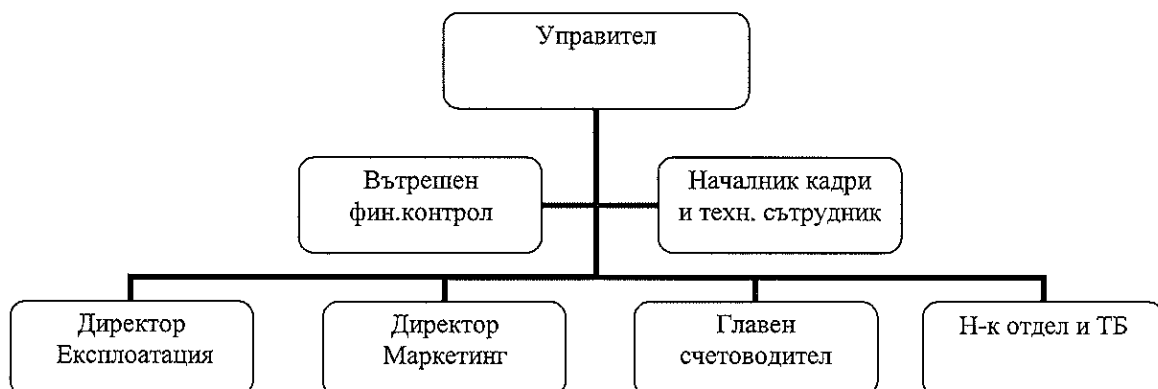 Управител
Вътрешен
фин.контрол
Началник кадри
и техн. сътрудник
Директор
Експлоатация
Директор
Маркетинг
Главен
счетоводител
Н-к отдел и ТБ